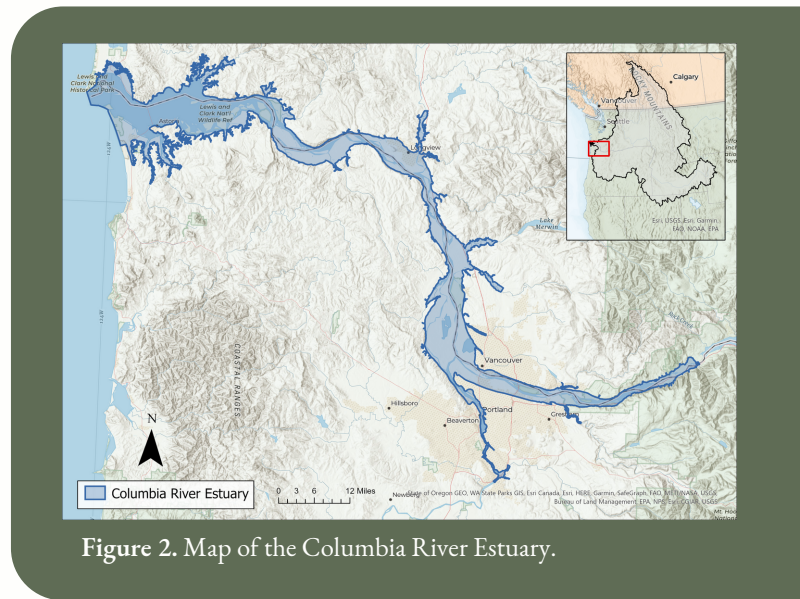 Lewis and
Clark National
Historical Park
Astoria
Lewis and
Clark Nat'l
Wildlife Ref
Longview
Lake
Merwin
COASTAL RANGES
Vancouver
Hillsboro
Portland
Beaverton
Gresham
Newberg
N
Columbia River Estuary
0 3 6 12 Miles
State of Oregon GEO, WA State Parks GIS, Esri Canada, Esri, HERE, Garmin, SafeGraph, FAO, METI/NASA, USGS,
Bureau of Land Management, EPA, NPS, Esri, CGIAR, USGS
Mt. Hood
National
Calgary
ROCKY MOUNTAINS
Vancouver
Seattle
Esri, USGS, Esri, Garmin,
FAO, NOAA, EPA
Figure 2. Map of the Columbia River Estuary.